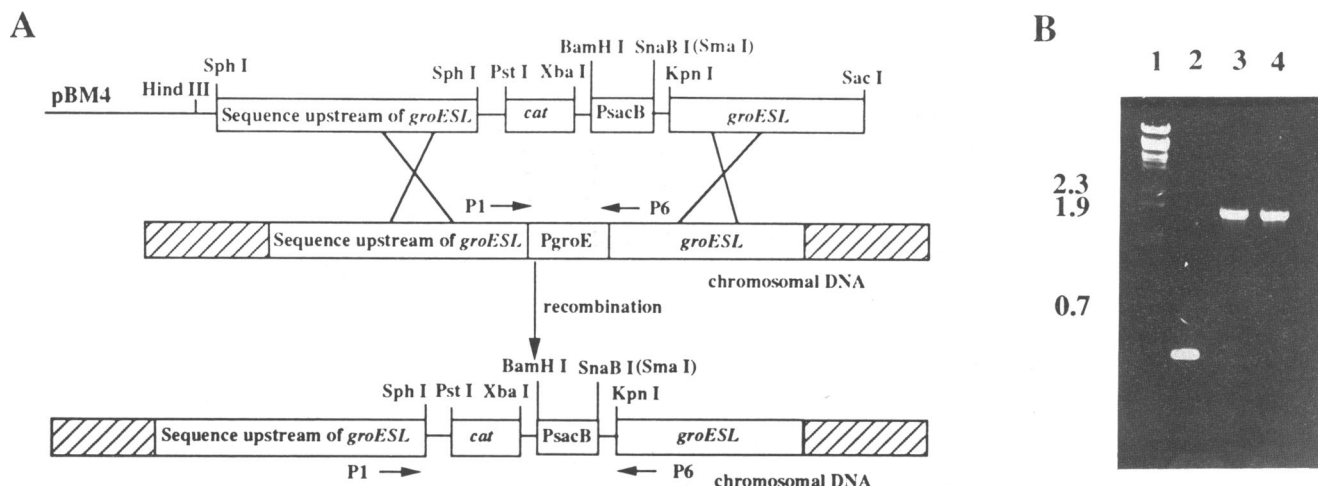 A
BamH I SnaB I (Sma I)
Sph I Sph I Pst I Xba I Kpn I Sac I
pBM4 Hind III
Sequence upstream of groESL cat PsacB groESL
P1 P6
Sequence upstream of groESL PgroE groESL
chromosomal DNA
recombination
BamH I SnaB I (Sma I)
Sph I Pst I Xba I Kpn I
Sequence upstream of groESL cat PsacB groESL
P1 P6
chromosomal DNA
B
1 2 3 4
2.3
1.9
0.7